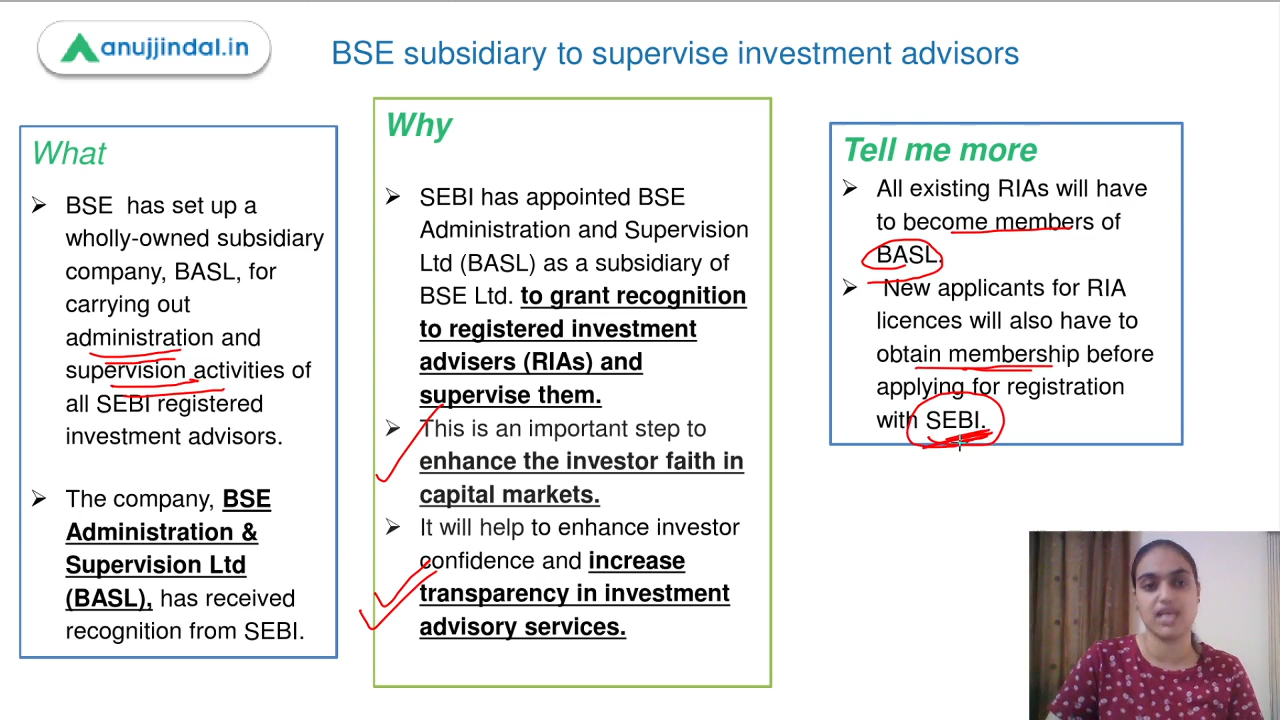 anujjindal.in
BSE subsidiary to supervise investment advisors
What
BSE has set up a
wholly-owned subsidiary
company, BASL, for
carrying out
administration and
supervision activities of
all SEBI registered
investment advisors.
The company, BSE
Administration &
Supervision Ltd
(BASL), has received
recognition from SEBI.
Why
SEBI has appointed BSE
Administration and Supervision
Ltd (BASL) as a subsidiary of
BSE Ltd. to grant recognition
to registered investment
advisers (RIAs) and
supervise them.
This is an important step to
enhance the investor faith in
capital markets.
It will help to enhance investor
confidence and increase
transparency in investment
advisory services.
Tell me more
All existing RIAs will have
to become members of
BASL.
New applicants for RIA
licences will also have to
obtain membership before
applying for registration
with SEBI.